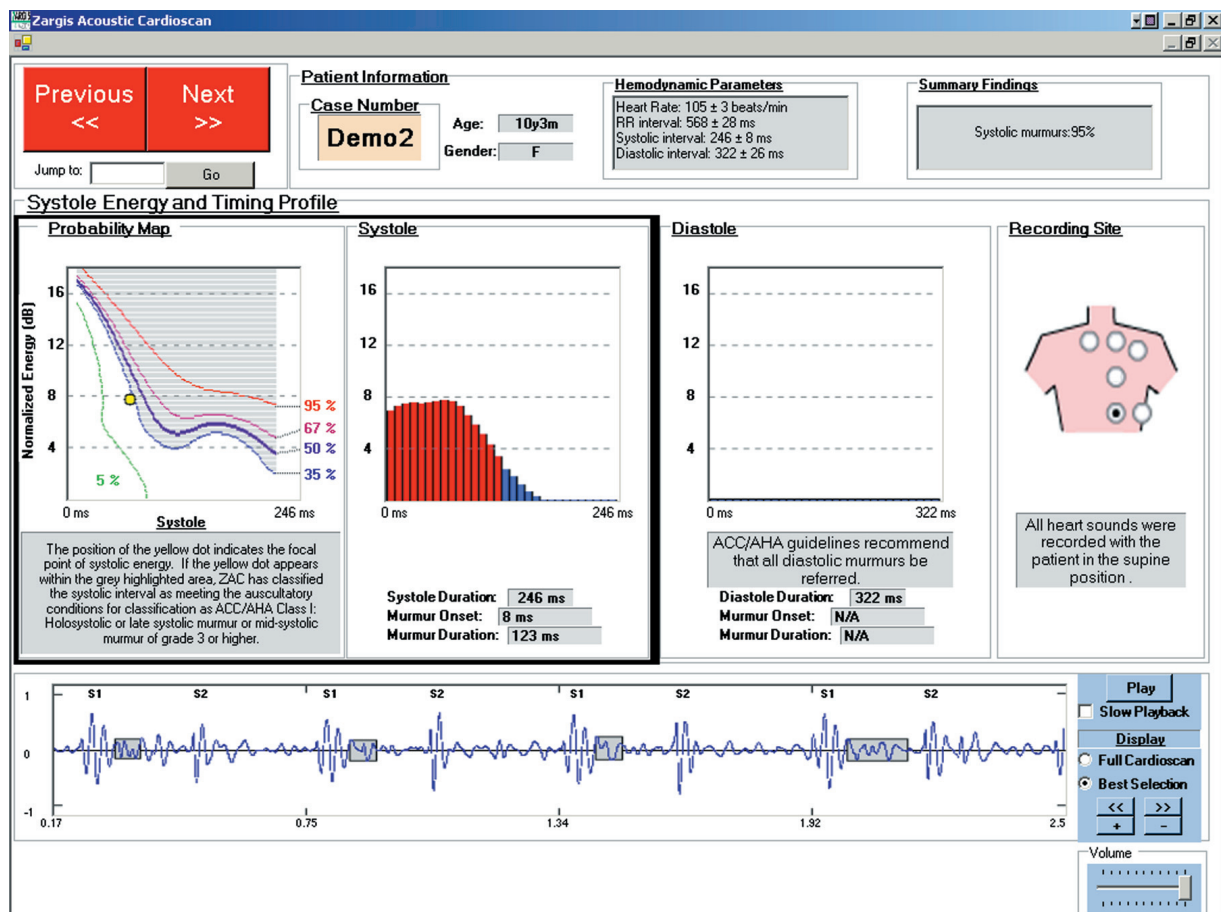 Zargis Acoustic Cardioscan
Previous
<<
Next
>>
Jump to:
Go
Patient Information
Case Number
Demo2
Age: 10y3m
Gender: F
Hemodynamic Parameters
Heart Rate: 105 ± 3 beats/min
RR interval: 568 ± 28 ms
Systolic interval: 246 ± 8 ms
Diastolic interval: 322 ± 26 ms
Summary Findings
Systolic murmurs:95%
Systole Energy and Timing Profile
Probability Map
Normalized Energy (dB)
16
12
8
4
95 %
67 %
50 %
35 %
5 %
0 ms
246 ms
Systole
The position of the yellow dot indicates the focal
point of systolic energy. If the yellow dot appears
within the grey highlighted area, ZAC has classified
the systolic interval as meeting the auscultatory
conditions for classification as ACC/AHA Class I:
Holosystolic or late systolic murmur or mid-systolic
murmur of grade 3 or higher.
Systole
16
12
8
4
0 ms
246 ms
Systole Duration: 246 ms
Murmur Onset: 8 ms
Murmur Duration: 123 ms
Diastole
16
12
8
4
0 ms
322 ms
ACC/AHA guidelines recommend
that all diastolic murmurs be
referred.
Diastole Duration: 322 ms
Murmur Onset: N/A
Murmur Duration: N/A
Recording Site
All heart sounds were
recorded with the
patient in the supine
position .
1
0
-1
S1 S2 S1 S2 S1 S2 S1 S2
0.17 0.75 1.34 1.92 2.5
Play
Slow Playback
Display
Full Cardioscan
Best Selection
<< >>
+ -
Volume